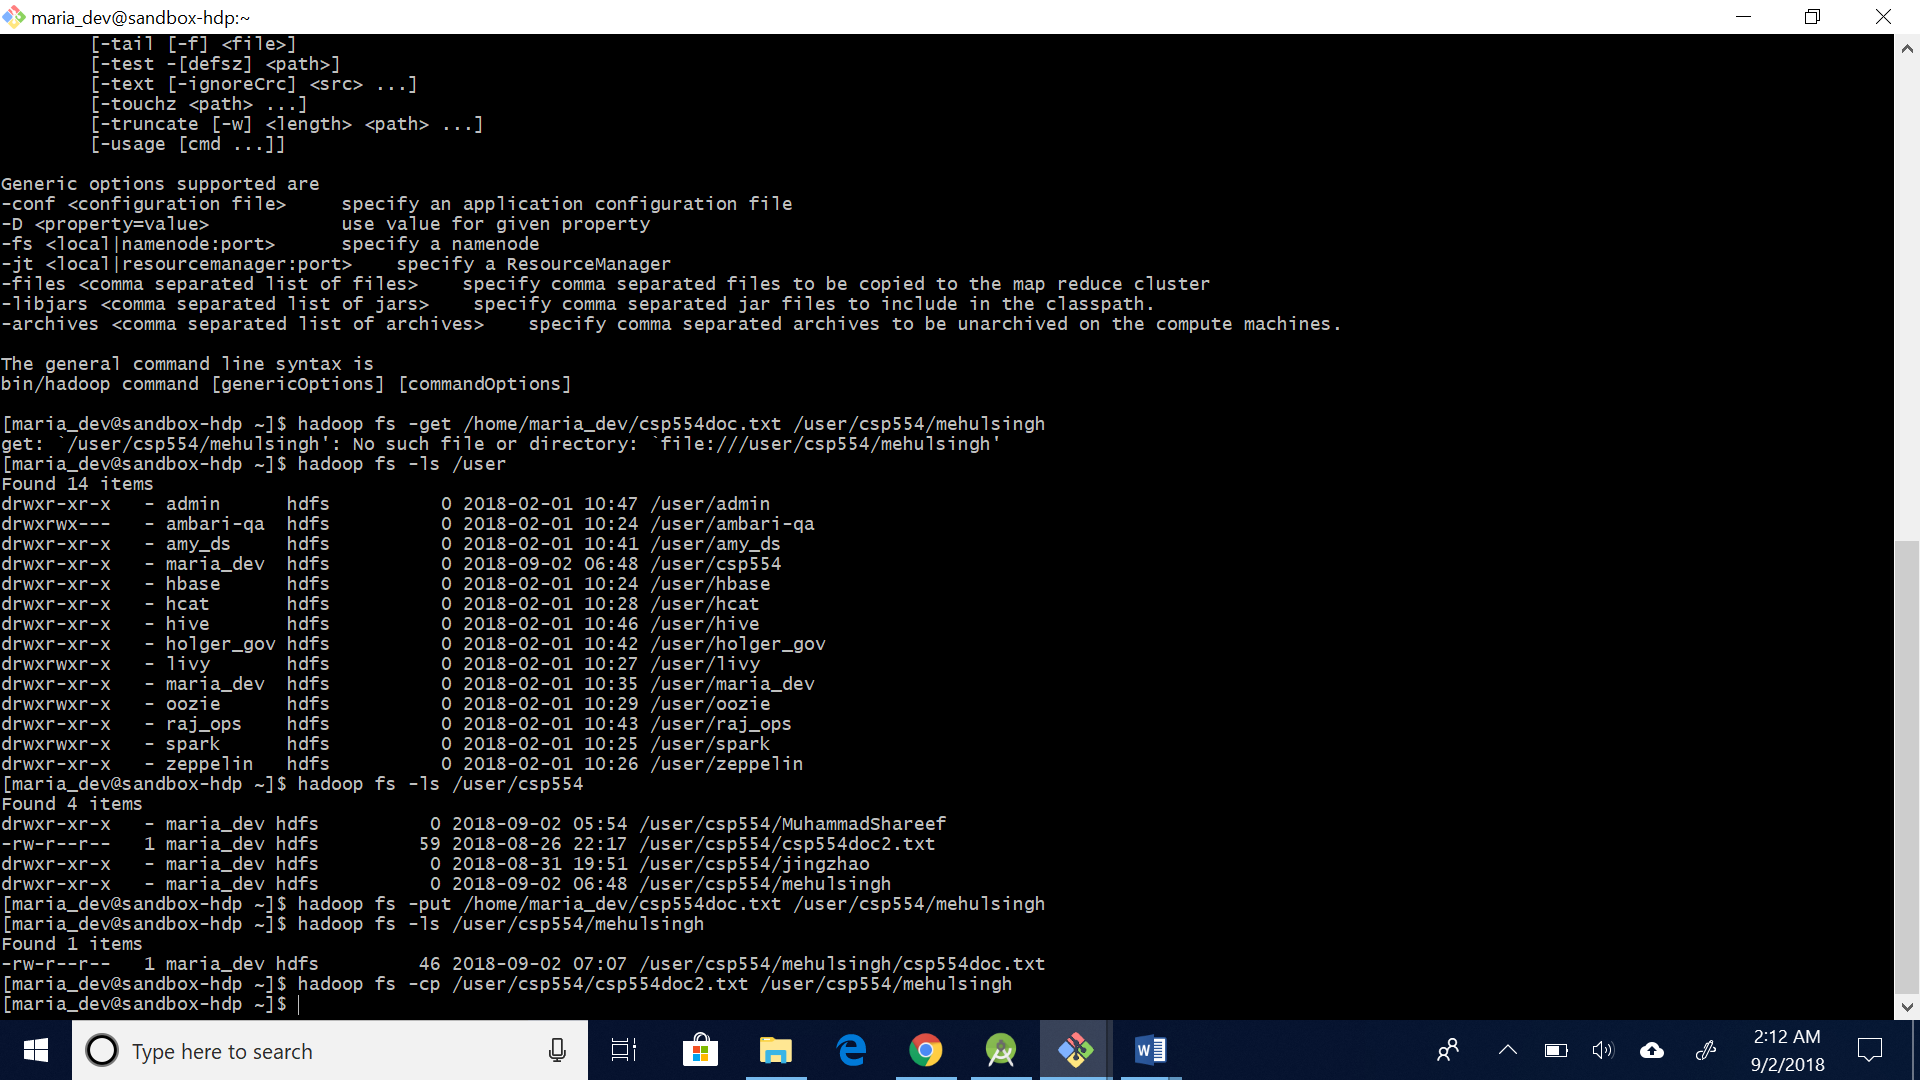 maria_dev@sandbox-hdp:~
        [-tail [-f] <file>]
        [-test -[defsz] <path>]
        [-text [-ignoreCrc] <src> ...]
        [-touchz <path> ...]
        [-truncate [-w] <length> <path> ...]
        [-usage [cmd ...]]

Generic options supported are
-conf <configuration file>     specify an application configuration file
-D <property=value>            use value for given property
-fs <local|namenode:port>      specify a namenode
-jt <local|resourcemanager:port>    specify a ResourceManager
-files <comma separated list of files>    specify comma separated files to be copied to the map reduce cluster
-libjars <comma separated list of jars>    specify comma separated jar files to include in the classpath.
-archives <comma separated list of archives>    specify comma separated archives to be unarchived on the compute machines.

The general command line syntax is
bin/hadoop command [genericOptions] [commandOptions]

[maria_dev@sandbox-hdp ~]$ hadoop fs -get /home/maria_dev/csp554doc.txt /user/csp554/mehulsingh
get: `/user/csp554/mehulsingh': No such file or directory: `file:///user/csp554/mehulsingh'
[maria_dev@sandbox-hdp ~]$ hadoop fs -ls /user
Found 14 items
drwxr-xr-x   - admin      hdfs          0 2018-02-01 10:47 /user/admin
drwxrwx---   - ambari-qa  hdfs          0 2018-02-01 10:24 /user/ambari-qa
drwxr-xr-x   - amy_ds     hdfs          0 2018-02-01 10:41 /user/amy_ds
drwxr-xr-x   - maria_dev  hdfs          0 2018-09-02 06:48 /user/csp554
drwxr-xr-x   - hbase      hdfs          0 2018-02-01 10:24 /user/hbase
drwxr-xr-x   - hcat       hdfs          0 2018-02-01 10:28 /user/hcat
drwxr-xr-x   - hive       hdfs          0 2018-02-01 10:46 /user/hive
drwxr-xr-x   - holger_gov hdfs          0 2018-02-01 10:42 /user/holger_gov
drwxrwxr-x   - livy       hdfs          0 2018-02-01 10:27 /user/livy
drwxr-xr-x   - maria_dev  hdfs          0 2018-02-01 10:35 /user/maria_dev
drwxrwxr-x   - oozie      hdfs          0 2018-02-01 10:29 /user/oozie
drwxr-xr-x   - raj_ops    hdfs          0 2018-02-01 10:43 /user/raj_ops
drwxrwxr-x   - spark      hdfs          0 2018-02-01 10:25 /user/spark
drwxr-xr-x   - zeppelin   hdfs          0 2018-02-01 10:26 /user/zeppelin
[maria_dev@sandbox-hdp ~]$ hadoop fs -ls /user/csp554
Found 4 items
drwxr-xr-x   - maria_dev hdfs          0 2018-09-02 05:54 /user/csp554/MuhammadShareef
-rw-r--r--   1 maria_dev hdfs         59 2018-08-26 22:17 /user/csp554/csp554doc2.txt
drwxr-xr-x   - maria_dev hdfs          0 2018-08-31 19:51 /user/csp554/jingzhao
drwxr-xr-x   - maria_dev hdfs          0 2018-09-02 06:48 /user/csp554/mehulsingh
[maria_dev@sandbox-hdp ~]$ hadoop fs -put /home/maria_dev/csp554doc.txt /user/csp554/mehulsingh
[maria_dev@sandbox-hdp ~]$ hadoop fs -ls /user/csp554/mehulsingh
Found 1 items
-rw-r--r--   1 maria_dev hdfs         46 2018-09-02 07:07 /user/csp554/mehulsingh/csp554doc.txt
[maria_dev@sandbox-hdp ~]$ hadoop fs -cp /user/csp554/csp554doc2.txt /user/csp554/mehulsingh
[maria_dev@sandbox-hdp ~]$
Type here to search
2:12 AM
9/2/2018